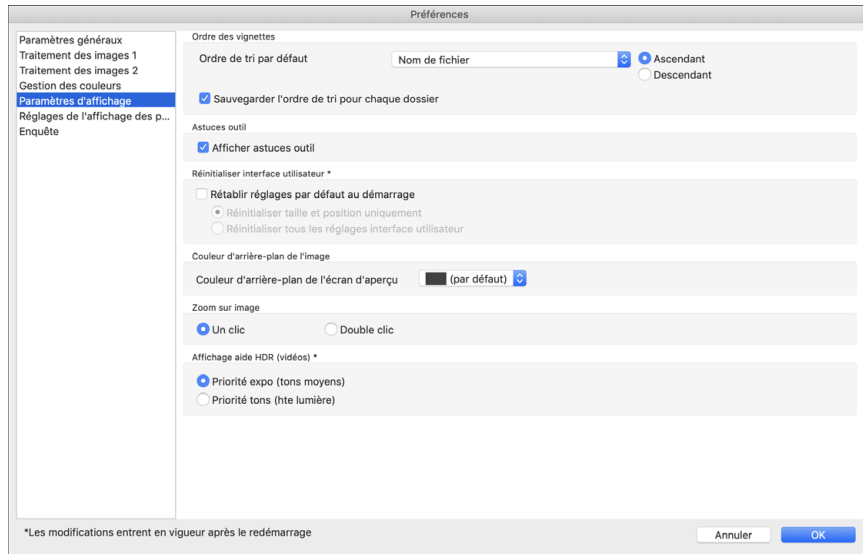 Préférences
Paramètres généraux
Traitement des images 1
Traitement des images 2
Gestion des couleurs
Paramètres d'affichage
Réglages de l'affichage des p...
Enquête
Ordre des vignettes
Ordre de tri par défaut
Nom de fichier
Ascendant
Descendant
Sauvegarder l'ordre de tri pour chaque dossier
Astuces outil
Afficher astuces outil
Réinitialiser interface utilisateur *
Rétablir réglages par défaut au démarrage
Réinitialiser taille et position uniquement
Réinitialiser tous les réglages interface utilisateur
Couleur d'arrière-plan de l'image
Couleur d'arrière-plan de l'écran d'aperçu (par défaut)
Zoom sur image
Un clic Double clic
Affichage aide HDR (vidéos) *
Priorité expo (tons moyens)
Priorité tons (hte lumière)
*Les modifications entrent en vigueur après le redémarrage
Annuler OK